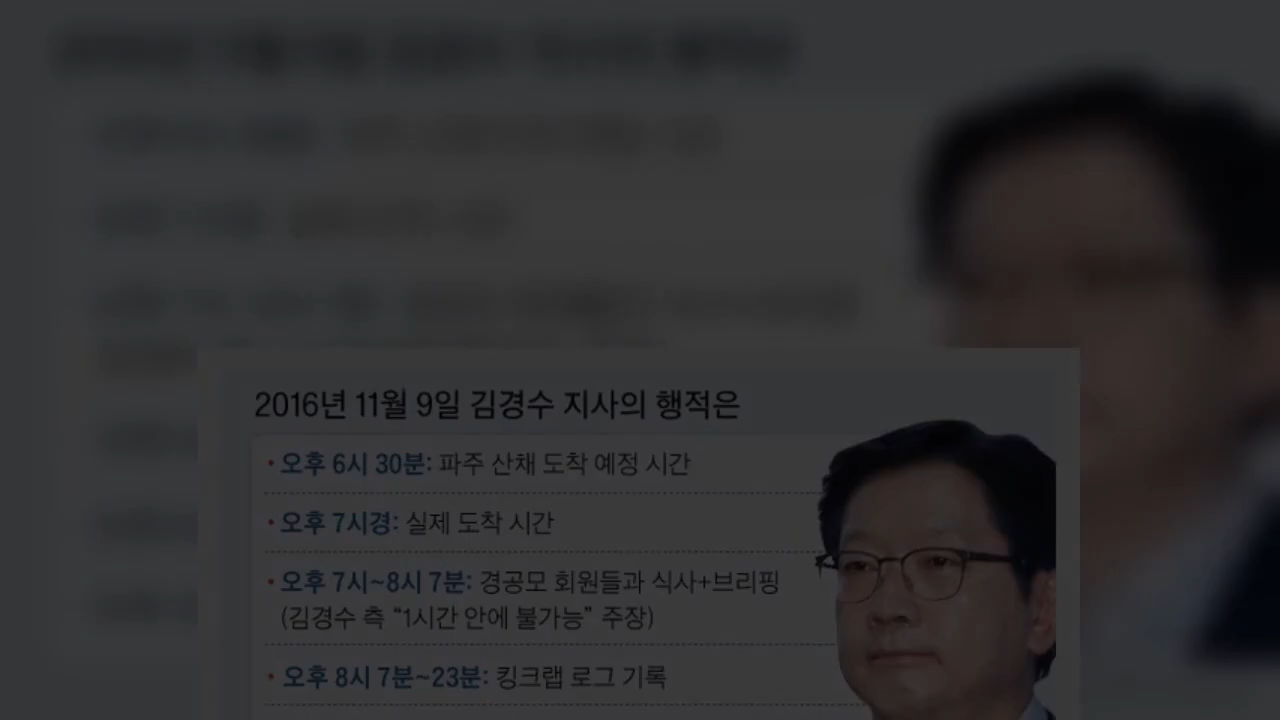 2016년 11월 9일 김경수 지사의 행적은
• 오후 6시 30분: 파주 산채 도착 예정 시간
• 오후 7시경: 실제 도착 시간
• 오후 7시~8시 7분: 경공모 회원들과 식사+브리핑
(김경수 측 “1시간 안에 불가능” 주장)
• 오후 8시 7분~23분: 킹크랩 로그 기록